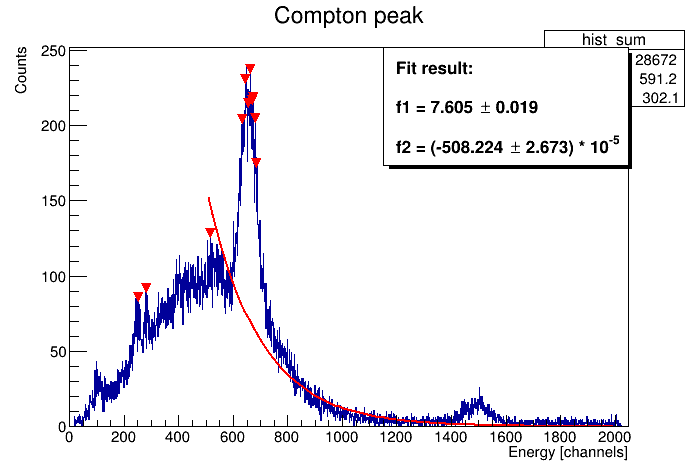 Compton peak
hist_sum
28672
591.2
302.1
Fit result:
f1 = 7.605 ± 0.019
f2 = (-508.224 ± 2.673) * 10^-5
Counts
250
200
150
100
50
0
0 200 400 600 800 1000 1200 1400 1600 1800 2000
Energy [channels]